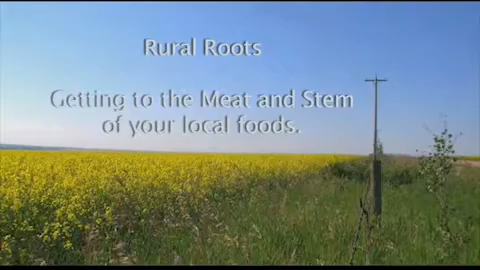 Rural Roots
Getting to the Meat and Stem
of your local foods.